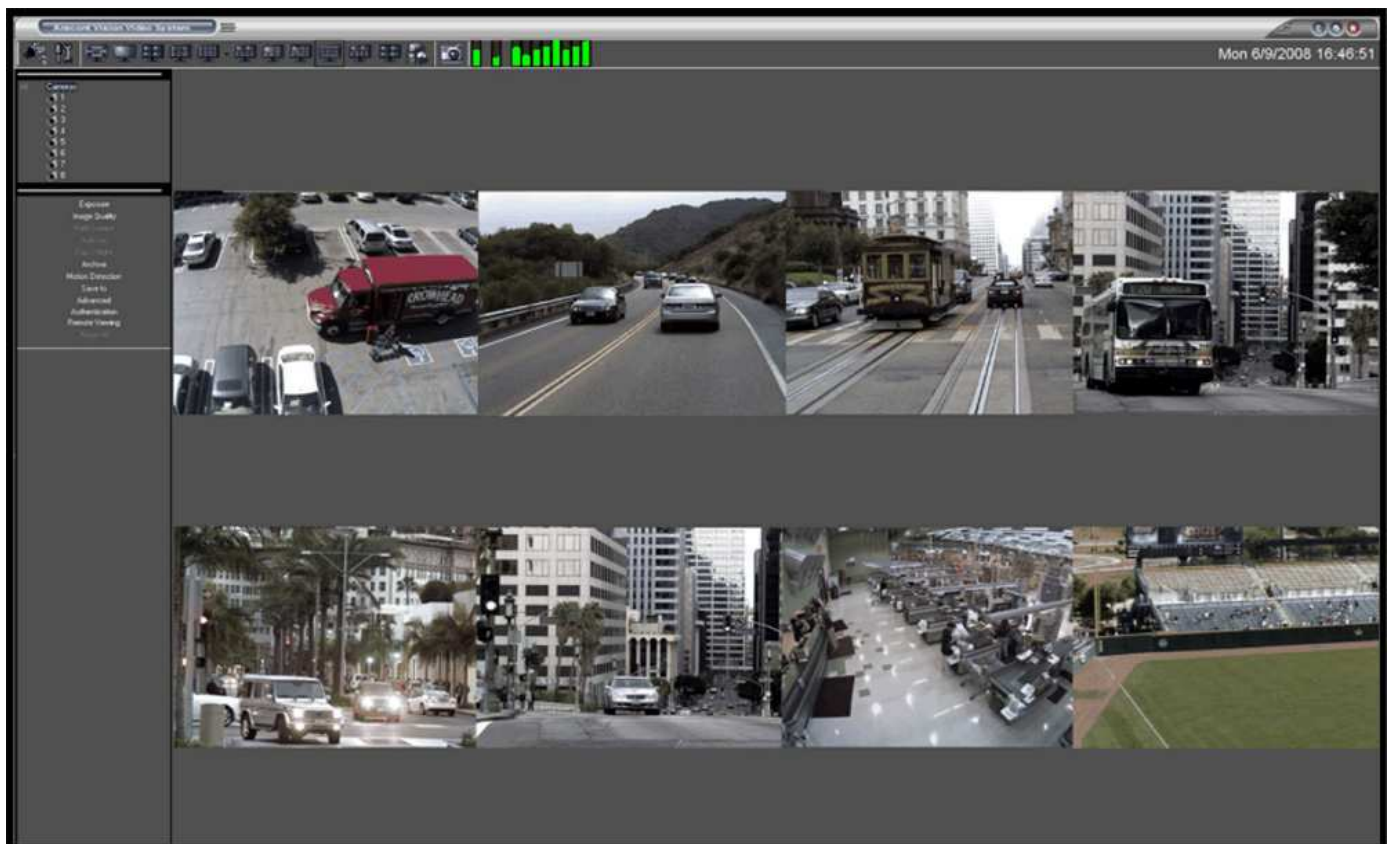 Arecont Vision Video System
Mon 6/9/2008 16:46:51
Cameras
1
2
3
4
5
6
7
8
Exposure
Image Quality
Archive
Motion Detection
Save to
Advanced
Authentication
Remote Viewing
ROWHEAD